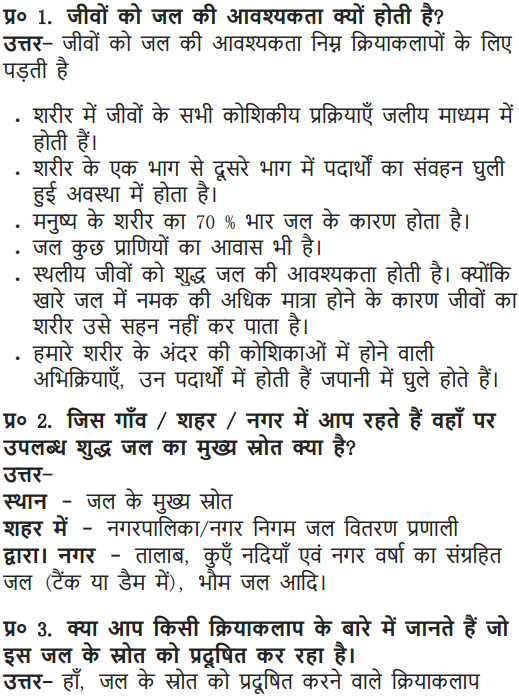 प्र० 1. जीवों को जल की आवश्यकता क्यों होती है?
उत्तर- जीवों को जल की आवश्यकता निम्न क्रियाकलापों के लिए
पड़ती है
. शरीर में जीवों के सभी कोशिकीय प्रक्रियाएँ जलीय माध्यम में
होती हैं।
. शरीर के एक भाग से दूसरे भाग में पदार्थों का संवहन घुली
हुई अवस्था में होता है।
. मनुष्य के शरीर का 70 % भार जल के कारण होता है।
. जल कुछ प्राणियों का आवास भी है।
. स्थलीय जीवों को शुद्ध जल की आवश्यकता होती है। क्योंकि
खारे जल में नमक की अधिक मात्रा होने के कारण जीवों का
शरीर उसे सहन नहीं कर पाता है।
. हमारे शरीर के अंदर की कोशिकाओं में होने वाली
अभिक्रियाएँ, उन पदार्थों में होती हैं जपानी में घुले होते हैं।
प्र० 2. जिस गाँव / शहर / नगर में आप रहते हैं वहाँ पर
उपलब्ध शुद्ध जल का मुख्य स्रोत क्या है?
उत्तर-
स्थान - जल के मुख्य स्रोत
शहर में - नगरपालिका/नगर निगम जल वितरण प्रणाली
द्वारा। नगर - तालाब, कुएँ नदियाँ एवं नगर वर्षा का संग्रहित
जल (टैंक या डैम में), भौम जल आदि।
प्र० 3. क्या आप किसी क्रियाकलाप के बारे में जानते हैं जो
इस जल के स्रोत को प्रदूषित कर रहा है।
उत्तर- हाँ, जल के स्रोत को प्रदूषित करने वाले क्रियाकलाप